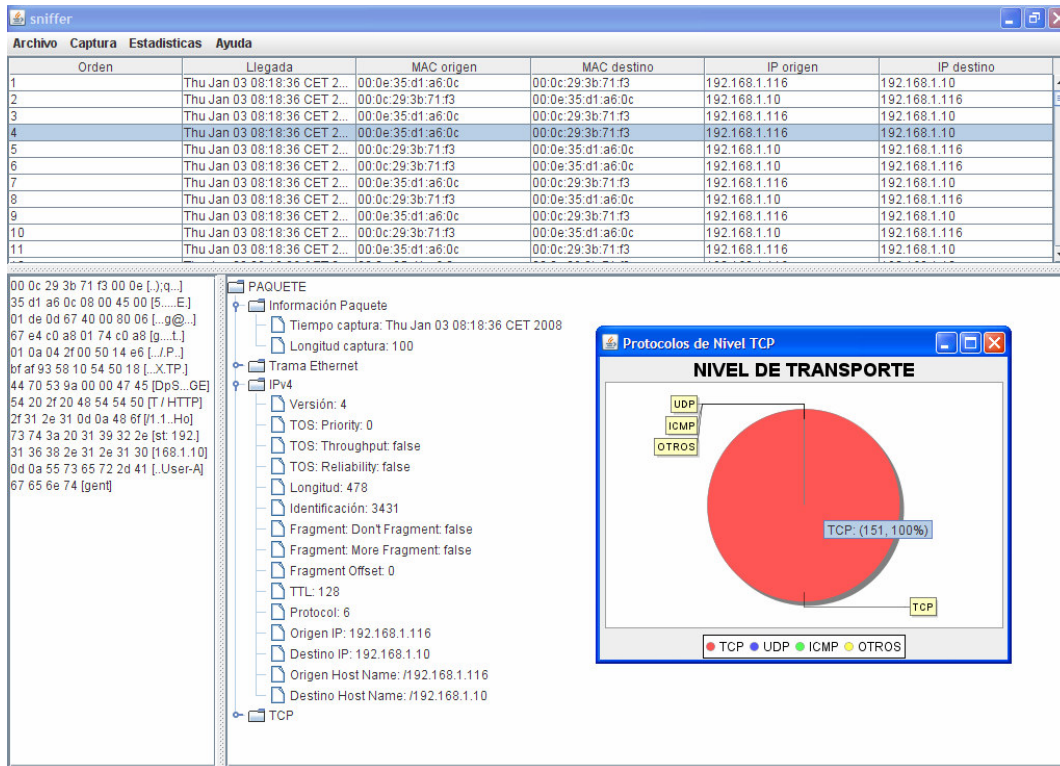 sniffer
Archivo Captura Estadisticas Ayuda
Orden Llegada MAC origen MAC destino IP origen IP destino
1 Thu Jan 03 08:18:36 CET 2... 00:0e:35:d1:a6:0c 00:0c:29:3b:71:f3 192.168.1.116 192.168.1.10
2 Thu Jan 03 08:18:36 CET 2... 00:0c:29:3b:71:f3 00:0e:35:d1:a6:0c 192.168.1.10 192.168.1.116
3 Thu Jan 03 08:18:36 CET 2... 00:0e:35:d1:a6:0c 00:0c:29:3b:71:f3 192.168.1.116 192.168.1.10
4 Thu Jan 03 08:18:36 CET 2... 00:0e:35:d1:a6:0c 00:0c:29:3b:71:f3 192.168.1.116 192.168.1.10
5 Thu Jan 03 08:18:36 CET 2... 00:0c:29:3b:71:f3 00:0e:35:d1:a6:0c 192.168.1.10 192.168.1.116
6 Thu Jan 03 08:18:36 CET 2... 00:0c:29:3b:71:f3 00:0e:35:d1:a6:0c 192.168.1.10 192.168.1.116
7 Thu Jan 03 08:18:36 CET 2... 00:0e:35:d1:a6:0c 00:0c:29:3b:71:f3 192.168.1.116 192.168.1.10
8 Thu Jan 03 08:18:36 CET 2... 00:0c:29:3b:71:f3 00:0e:35:d1:a6:0c 192.168.1.10 192.168.1.116
9 Thu Jan 03 08:18:36 CET 2... 00:0e:35:d1:a6:0c 00:0c:29:3b:71:f3 192.168.1.116 192.168.1.10
10 Thu Jan 03 08:18:36 CET 2... 00:0c:29:3b:71:f3 00:0e:35:d1:a6:0c 192.168.1.10 192.168.1.116
11 Thu Jan 03 08:18:36 CET 2... 00:0e:35:d1:a6:0c 00:0c:29:3b:71:f3 192.168.1.116 192.168.1.10
00 0c 29 3b 71 f3 00 0e [..);q...]
35 d1 a6 0c 08 00 45 00 [5.....E.]
01 de 0d 67 40 00 80 06 [...g@...]
67 e4 c0 a8 01 74 c0 a8 [g....t..]
01 0a 04 2f 00 50 14 e6 [.../.P..]
bf af 93 58 10 54 50 18 [...X.TP.]
44 70 53 9a 00 00 47 45 [DpS...GE]
54 20 2f 20 48 54 54 50 [T / HTTP]
2f 31 2e 31 0d 0a 48 6f [/1.1..Ho]
73 74 3a 20 31 39 32 2e [st: 192.]
31 36 38 2e 31 2e 31 30 [168.1.10]
0d 0a 55 73 65 72 2d 41 [..User-A]
67 65 6e 74 [gent]
PAQUETE
Información Paquete
Tiempo captura: Thu Jan 03 08:18:36 CET 2008
Longitud captura: 100
Trama Ethernet
IPv4
Versión: 4
TOS: Priority: 0
TOS: Throughput: false
TOS: Reliability: false
Longitud: 478
Identificación: 3431
Fragment: Don't Fragment: false
Fragment: More Fragment: false
Fragment Offset: 0
TTL: 128
Protocol: 6
Origen IP: 192.168.1.116
Destino IP: 192.168.1.10
Origen Host Name: /192.168.1.116
Destino Host Name: /192.168.1.10
TCP
Protocolos de Nivel TCP
NIVEL DE TRANSPORTE
UDP
ICMP
OTROS
TCP: (151, 100%)
TCP
TCP UDP ICMP OTROS